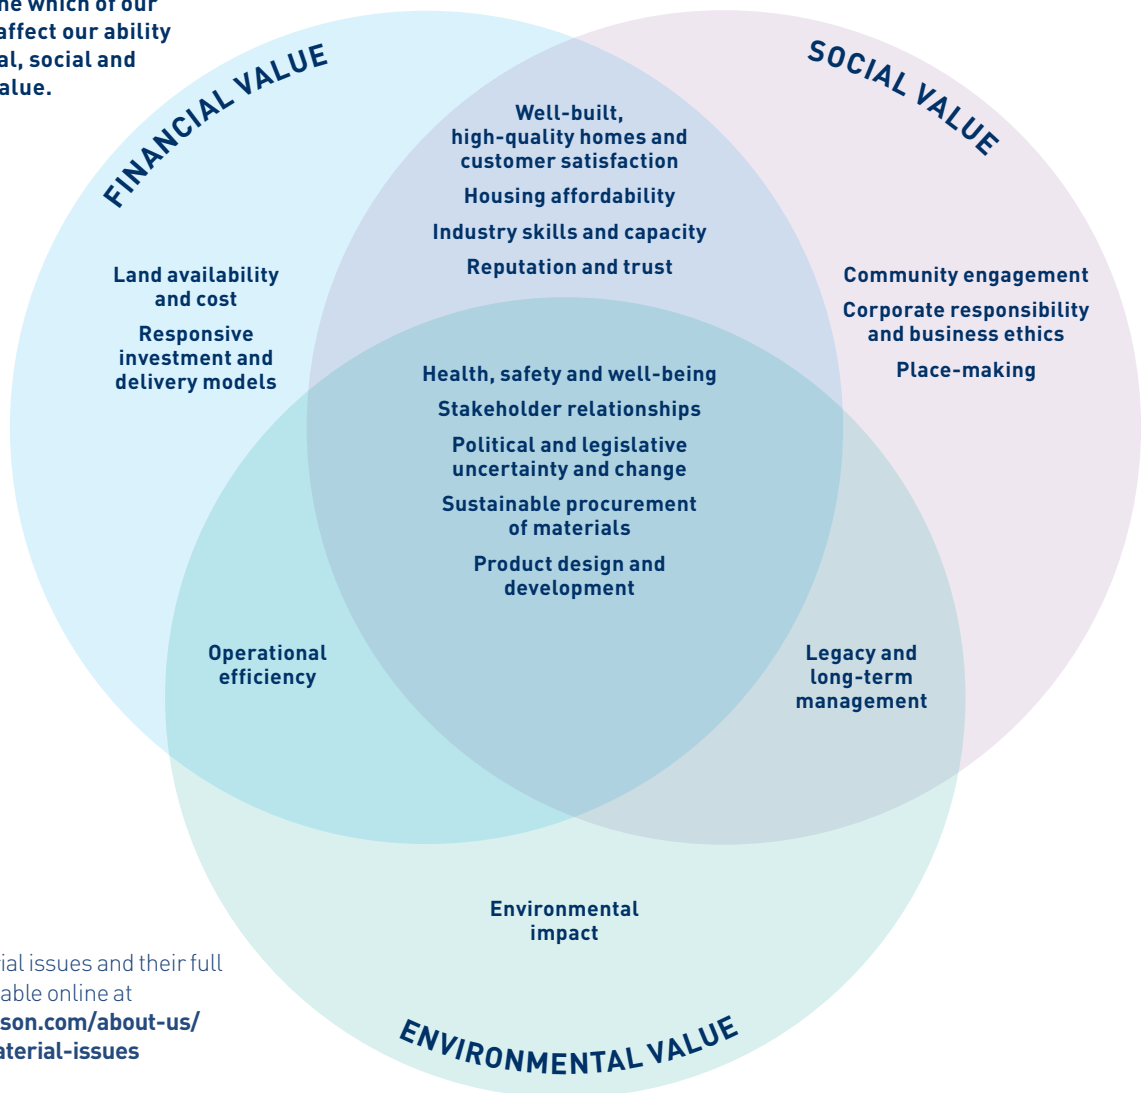 ne which of our
affect our ability
al, social and
alue.
FINANCIAL VALUE
SOCIAL VALUE
Well-built,
high-quality homes and
customer satisfaction
Housing affordability
Industry skills and capacity
Reputation and trust
Land availability
and cost
Responsive
investment and
delivery models
Community engagement
Corporate responsibility
and business ethics
Place-making
Health, safety and well-being
Stakeholder relationships
Political and legislative
uncertainty and change
Sustainable procurement
of materials
Product design and
development
Operational
efficiency
Legacy and
long-term
management
Environmental
impact
ENVIRONMENTAL VALUE
rial issues and their full
able online at
son.com/about-us/
aterial-issues